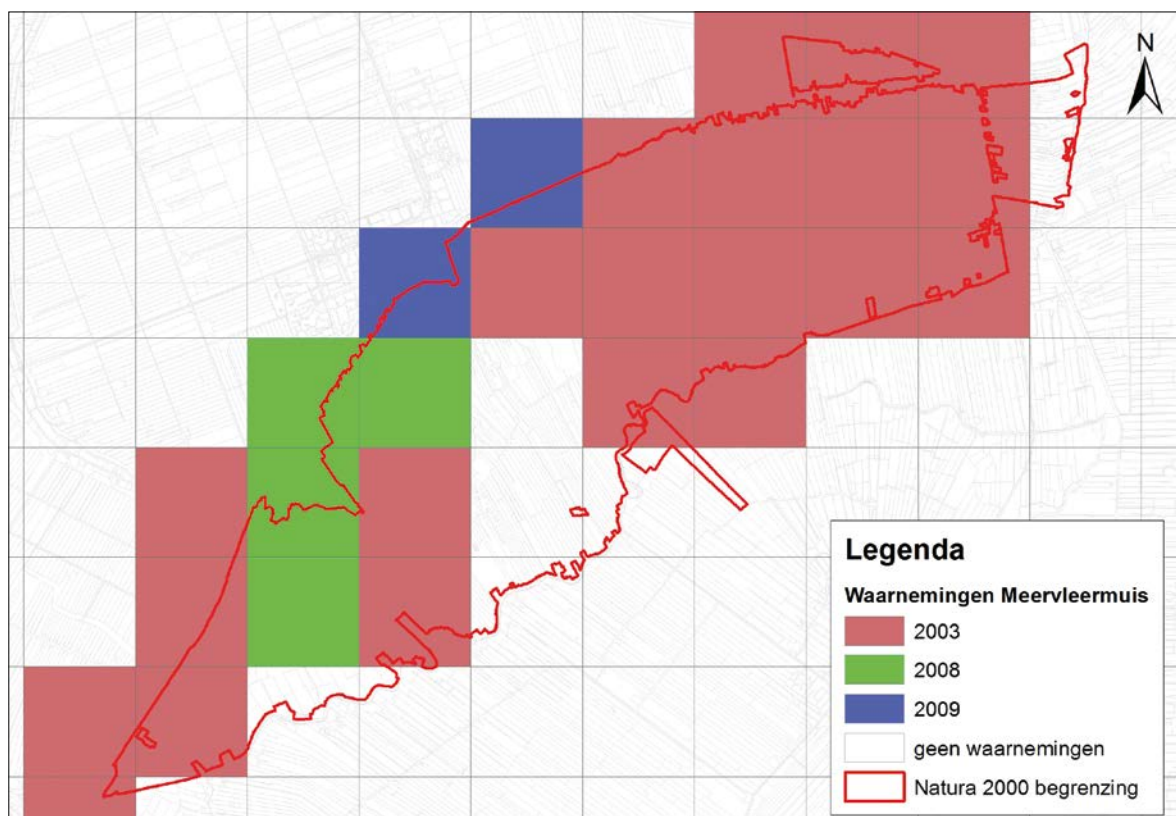 N
Legenda
Waarnemingen Meervleermuis
2003
2008
2009
geen waarnemingen
Natura 2000 begrenzing